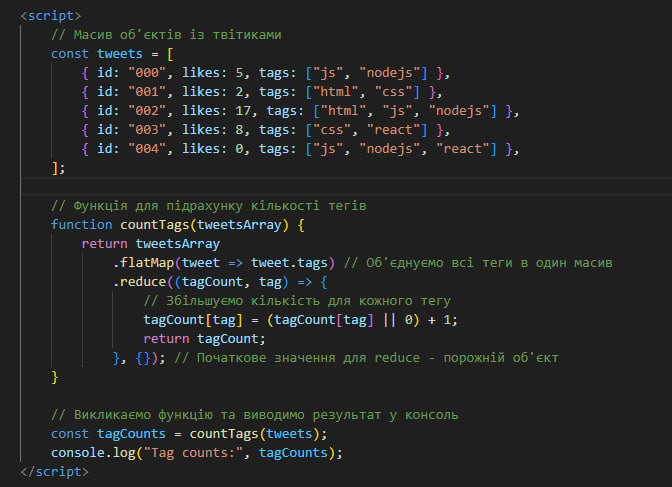 <script>
// Масив об'єктів із твітиками
const tweets = [
{ id: "000", likes: 5, tags: ["js", "nodejs"] },
{ id: "001", likes: 2, tags: ["html", "css"] },
{ id: "002", likes: 17, tags: ["html", "js", "nodejs"] },
{ id: "003", likes: 8, tags: ["css", "react"] },
{ id: "004", likes: 0, tags: ["js", "nodejs", "react"] },
];
// Функція для підрахунку кількості тегів
function countTags(tweetsArray) {
return tweetsArray
.flatMap(tweet => tweet.tags) // Об'єднуємо всі теги в один масив
.reduce((tagCount, tag) => {
// Збільшуємо кількість для кожного тегу
tagCount[tag] = (tagCount[tag] || 0) + 1;
return tagCount;
}, {}); // Початкове значення для reduce - порожній об'єкт
}
// Викликаємо функцію та виводимо результат у консоль
const tagCounts = countTags(tweets);
console.log("Tag counts:", tagCounts);
</script>